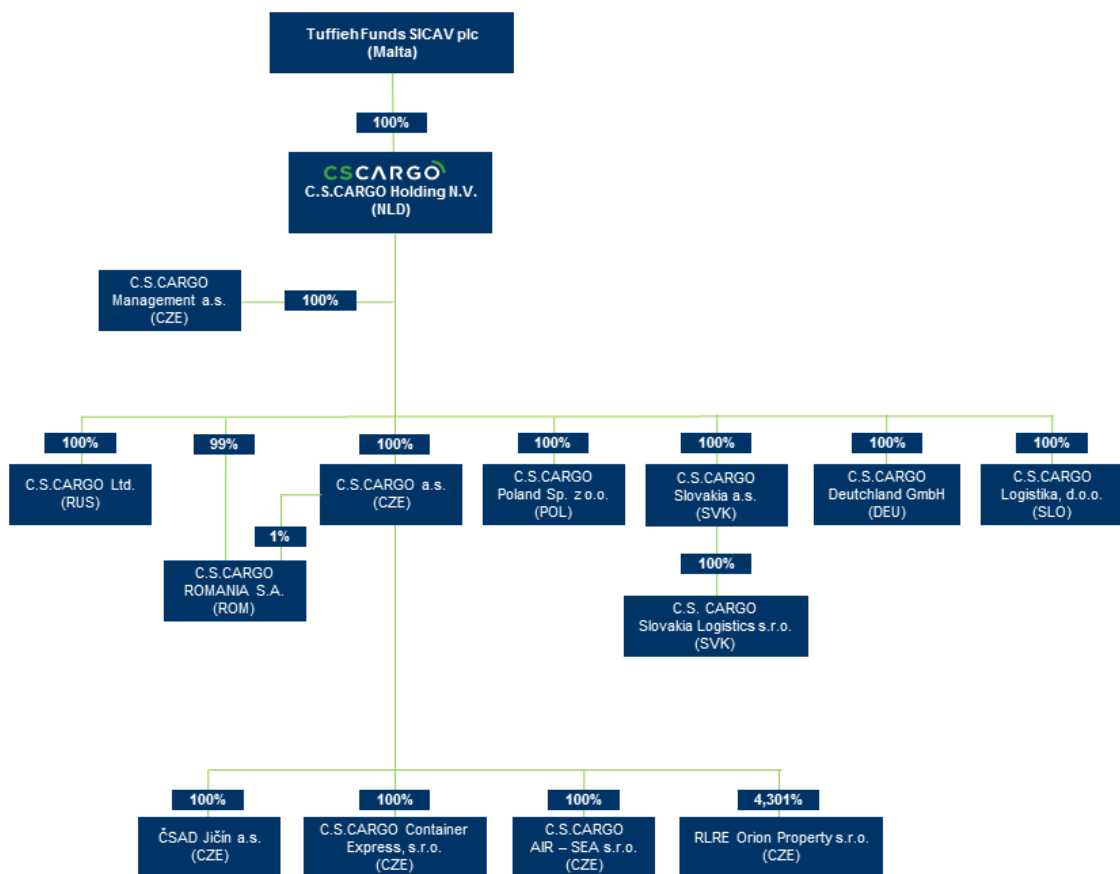 Tuffieh Funds SICAV plc
(Malta)
100%
CSCARGO
C.S.CARGO Holding N.V.
(NLD)
C.S.CARGO
Management a.s.
(CZE)
100%
100%
99%
100%
100%
100%
100%
100%
C.S.CARGO Ltd.
(RUS)
C.S.CARGO a.s.
(CZE)
C.S.CARGO
Poland Sp. z o.o.
(POL)
C.S.CARGO
Slovakia a.s.
(SVK)
C.S.CARGO
Deutchland GmbH
(DEU)
C.S.CARGO
Logistika, d.o.o.
(SLO)
1%
100%
C.S.CARGO
ROMANIA S.A.
(ROM)
C.S. CARGO
Slovakia Logistics s.r.o.
(SVK)
100%
100%
100%
4,301%
ČSAD Jičín a.s.
(CZE)
C.S.CARGO Container
Express, s.r.o.
(CZE)
C.S.CARGO
AIR – SEA s.r.o.
(CZE)
RLRE Orion Property s.r.o.
(CZE)